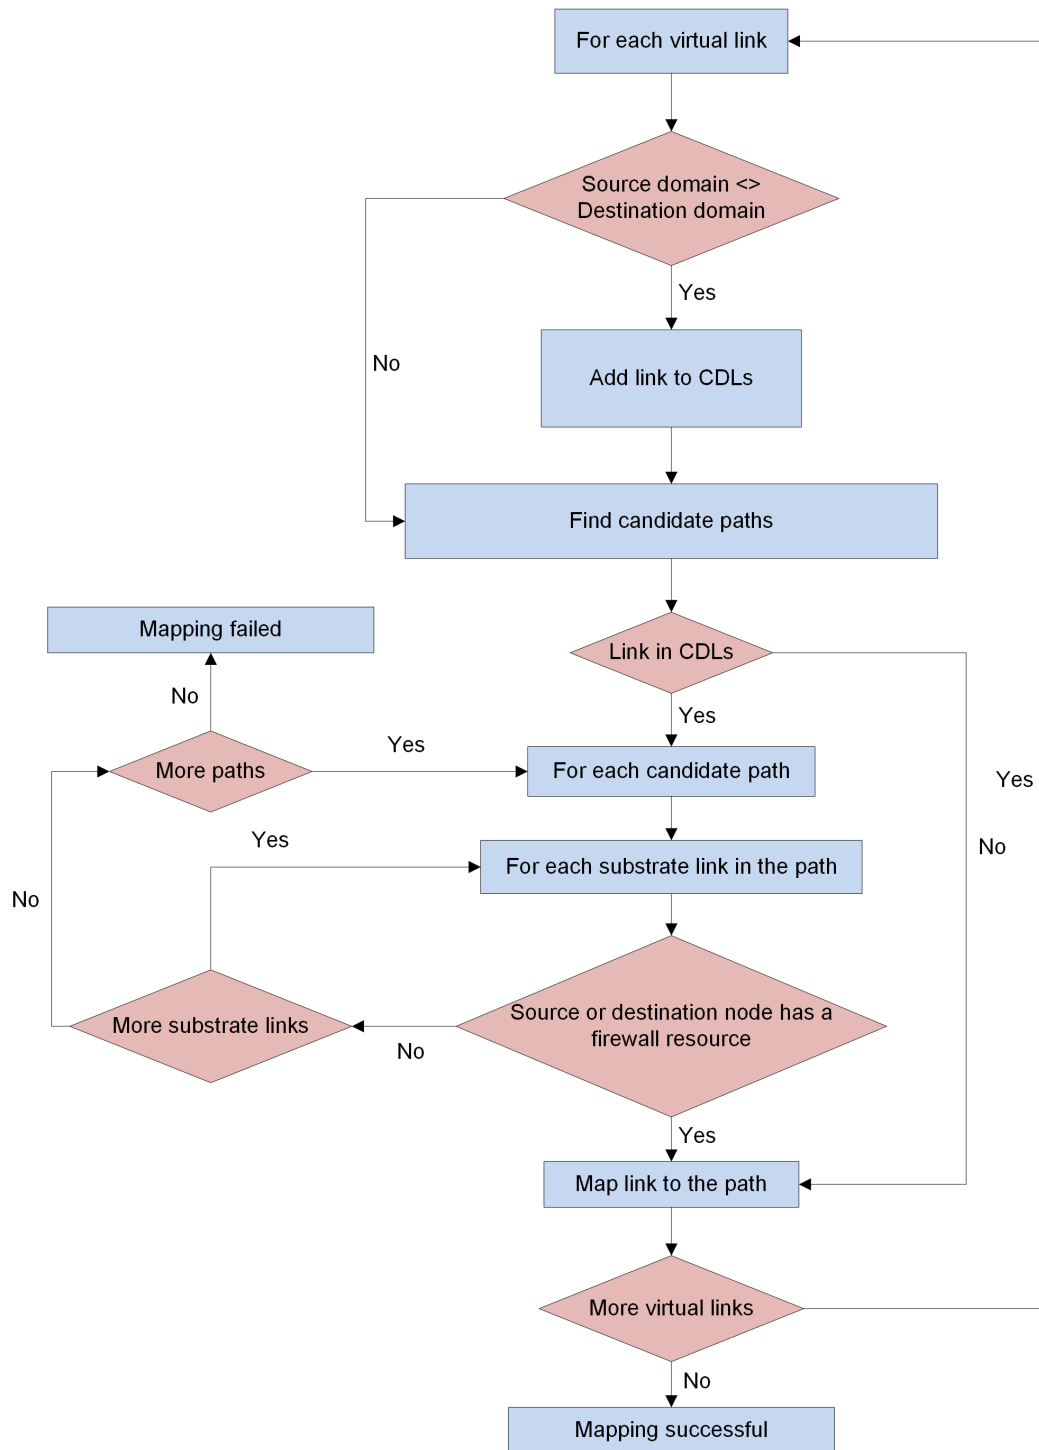 For each virtual link
Source domain <>
Destination domain
Yes
No
Add link to CDLs
Find candidate paths
Mapping failed
Link in CDLs
No
Yes
Yes
More paths
For each candidate path
Yes
Yes
No
For each substrate link in the path
No
More substrate links
Source or destination node has a
firewall resource
No
Yes
Map link to the path
More virtual links
No
Mapping successful